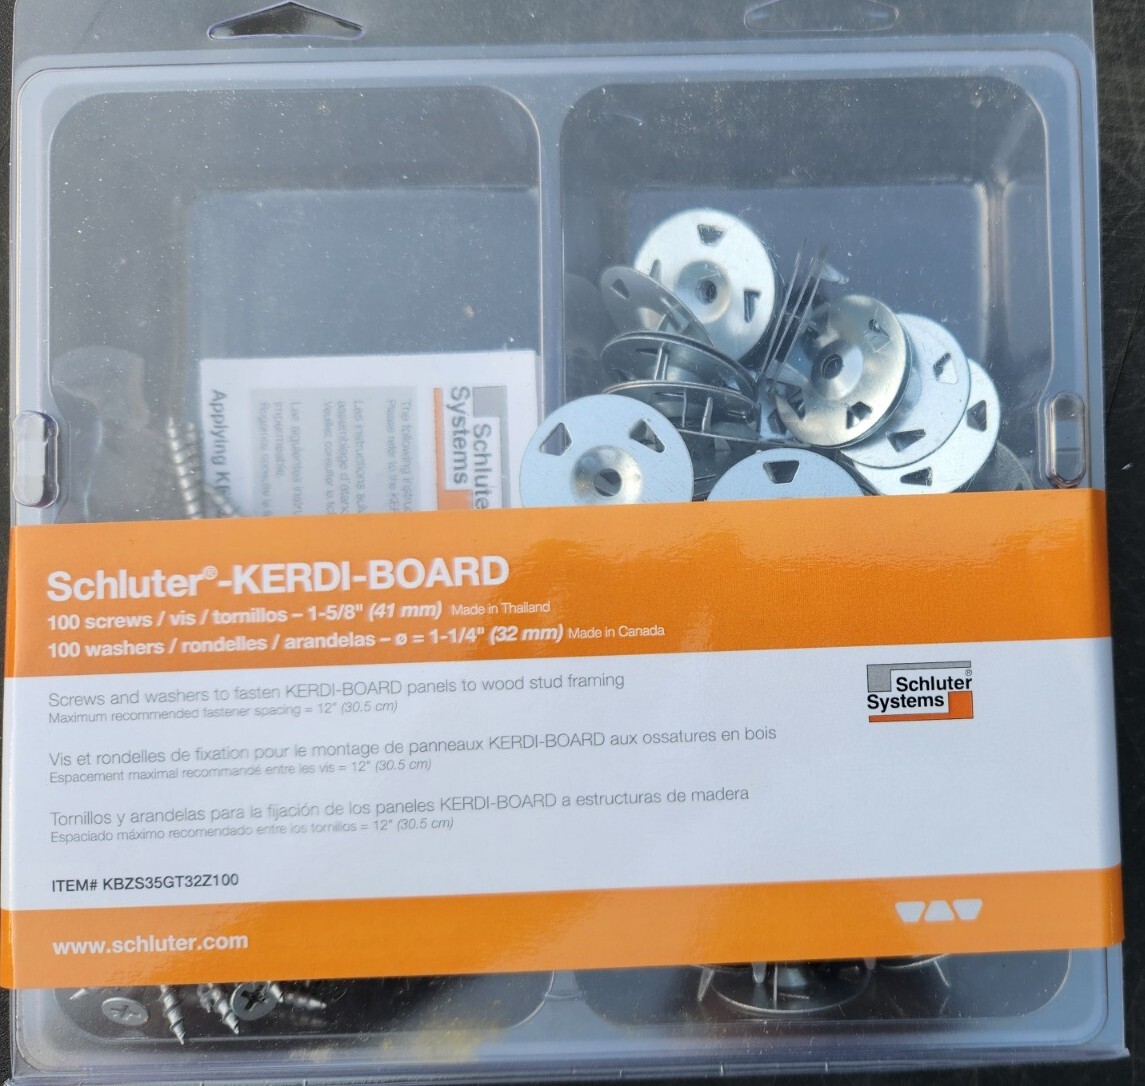 Applying
Schlute
Systems
Schluter®-KERDI-BOARD
100 screws / vis / tornillos – 1-5/8" (41 mm) Made in Thailand
100 washers / rondelles / arandelas – ø = 1-1/4" (32 mm) Made in Canada
Screws and washers to fasten KERDI-BOARD panels to wood stud framing
Maximum recommended fastener spacing = 12" (30.5 cm)
Schluter®
Systems
Vis et rondelles de fixation pour le montage de panneaux KERDI-BOARD aux ossatures en bois
Espacement maximal recommandé entre les vis = 12" (30.5 cm)
Tornillos y arandelas para la fijación de los paneles KERDI-BOARD a estructuras de madera
Espaciado máximo recomendado entre los tornillos = 12" (30.5 cm)
ITEM# KBZS35GT32Z100
www.schluter.com